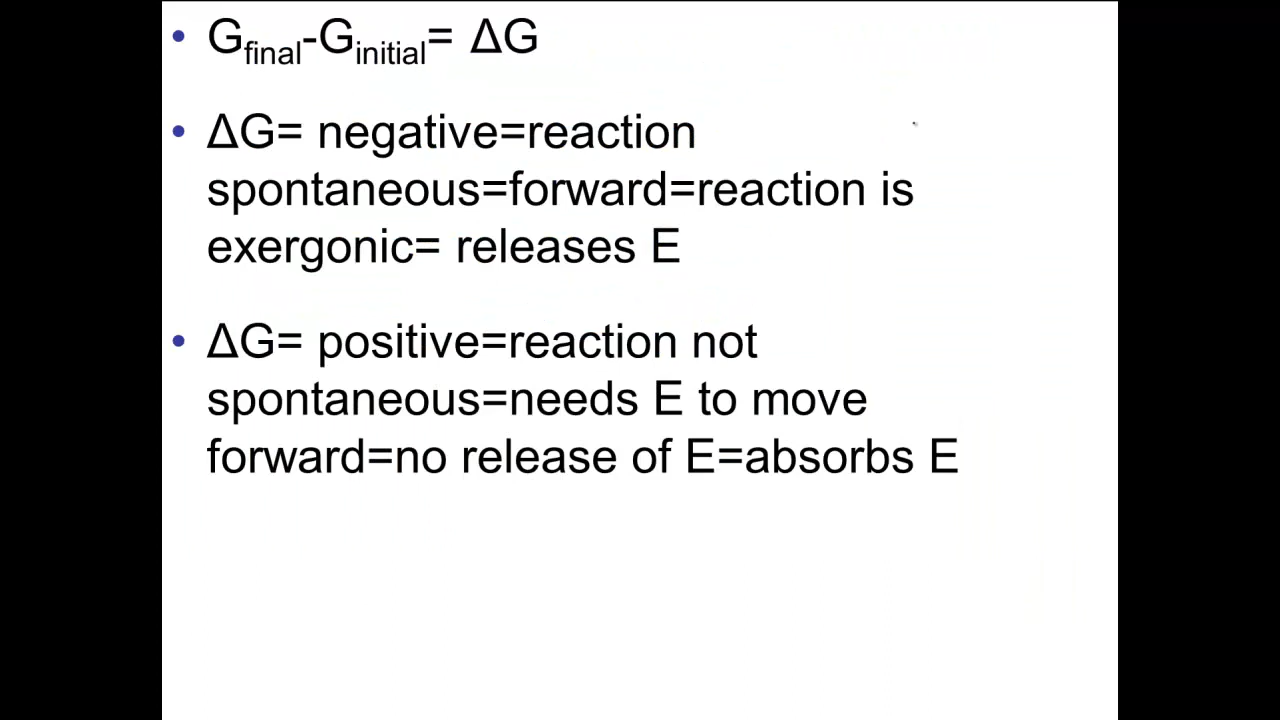 • G_final-G_initial= ΔG
• ΔG= negative=reaction
spontaneous=forward=reaction is
exergonic= releases E
• ΔG= positive=reaction not
spontaneous=needs E to move
forward=no release of E=absorbs E